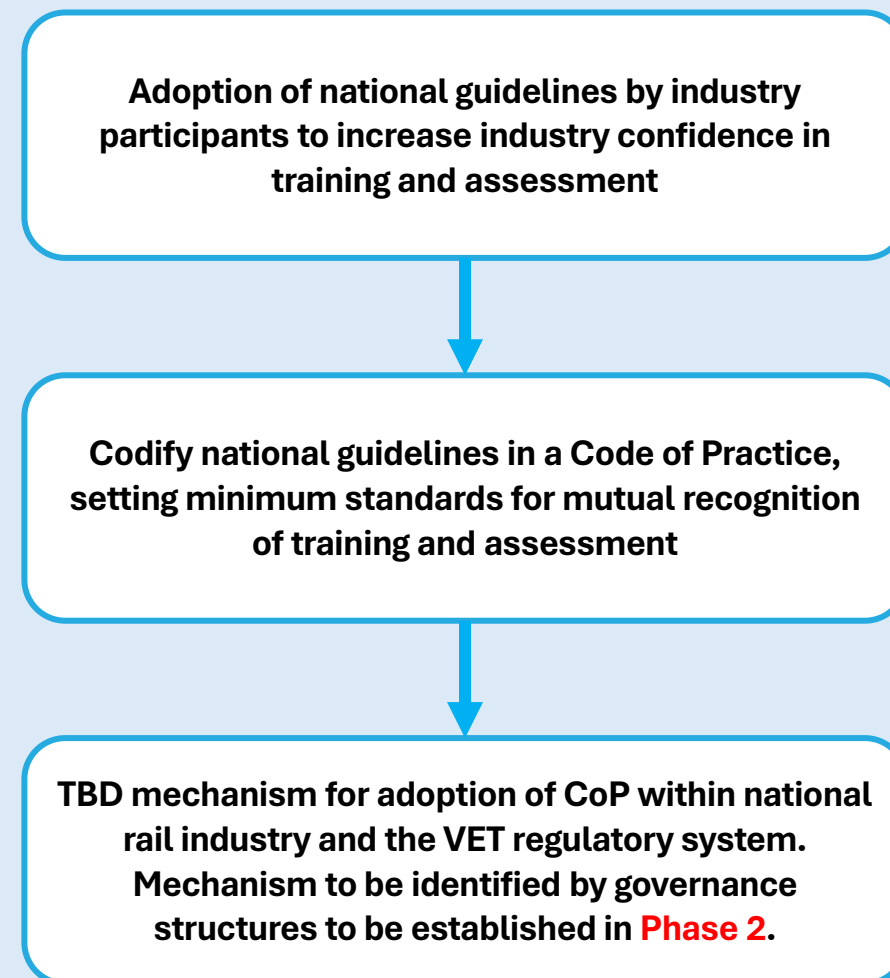 Adoption of national guidelines by industry
participants to increase industry confidence in
training and assessment
Codify national guidelines in a Code of Practice,
setting minimum standards for mutual recognition
of training and assessment
TBD mechanism for adoption of CoP within national
rail industry and the VET regulatory system.
Mechanism to be identified by governance
structures to be established in Phase 2.